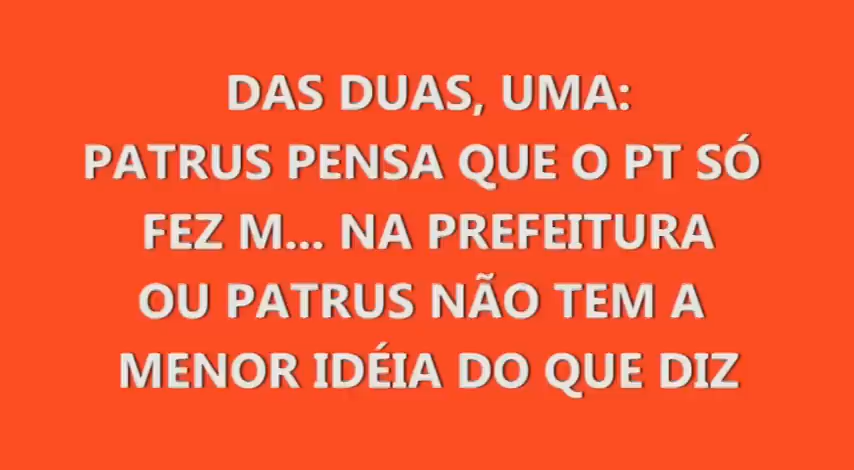 DAS DUAS, UMA:
PATRUS PENSA QUE O PT SÓ
FEZ M... NA PREFEITURA
OU PATRUS NÃO TEM A
MENOR IDÉIA DO QUE DIZ